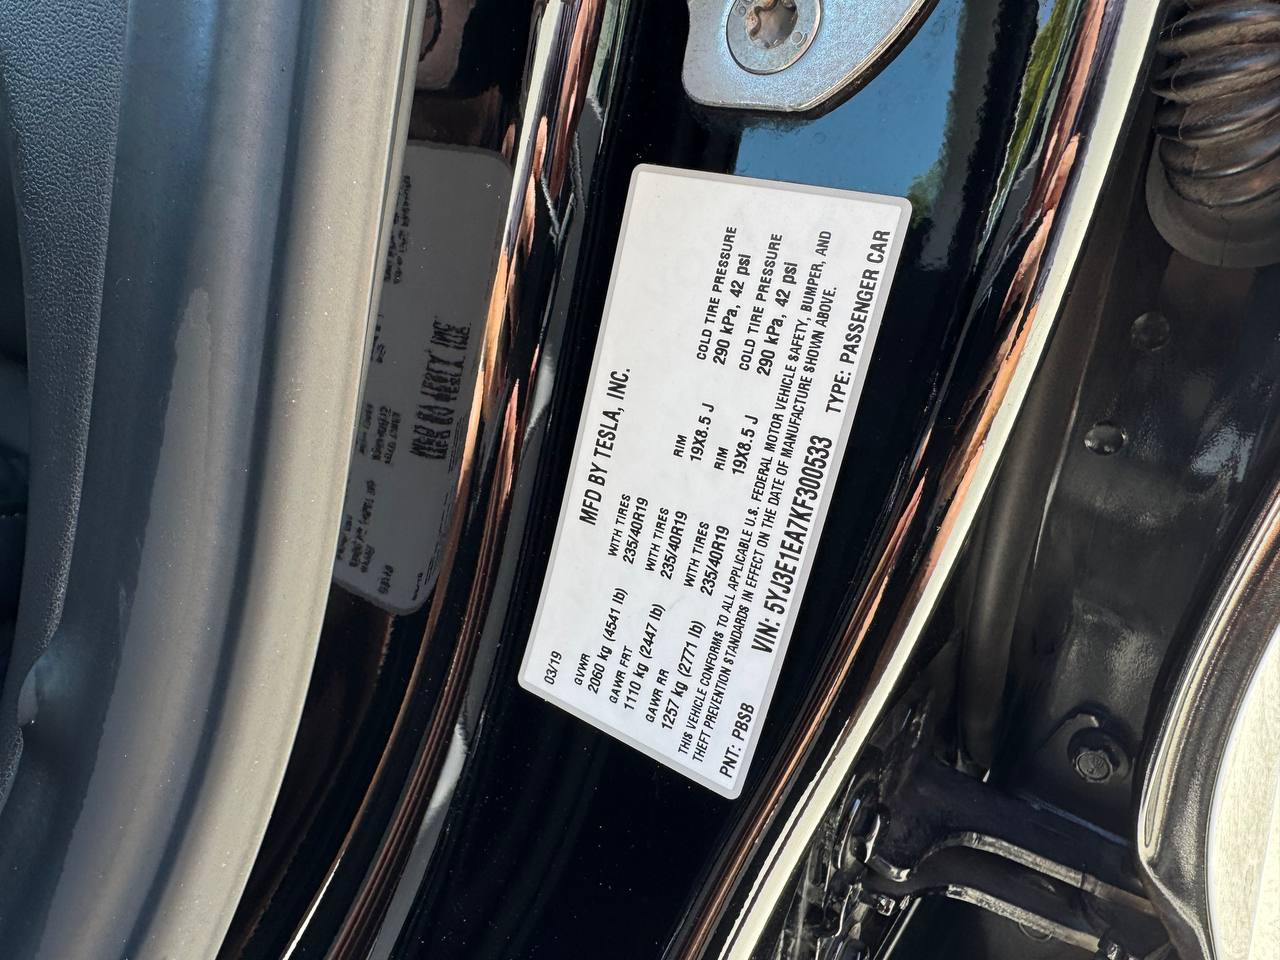 MFD BY TESLA, INC.
03/19
GVWR
2060 kg (4541 lb)
WITH TIRES
235/40R19
RIM
19X8.5 J
COLD TIRE PRESSURE
290 kPa, 42 psi
GAWR FRT
1110 kg (2447 lb)
WITH TIRES
235/40R19
RIM
19X8.5 J
COLD TIRE PRESSURE
290 kPa, 42 psi
GAWR RR
1257 kg (2771 lb)
WITH TIRES
235/40R19
THIS VEHICLE CONFORMS TO ALL APPLICABLE U.S. FEDERAL MOTOR VEHICLE SAFETY, BUMPER, AND
THEFT PREVENTION STANDARDS IN EFFECT ON THE DATE OF MANUFACTURE SHOWN ABOVE.
PNT: PBSB VIN: 5YJ3E1EA7KF300533 TYPE: PASSENGER CAR